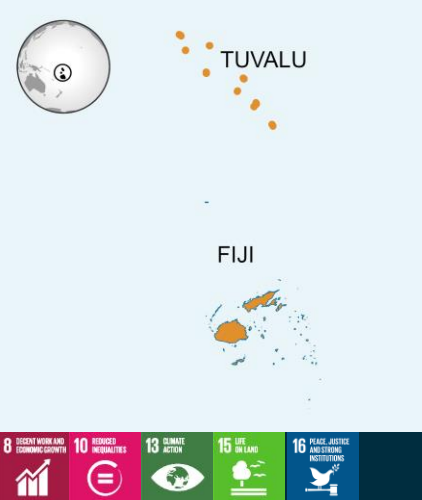 TUVALU
FIJI
8 DECENT WORK AND
ECONOMIC GROWTH
10 REDUCED
INEQUALITIES
13 CLIMATE
ACTION
15 LIFE
ON LAND
16 PEACE, JUSTICE
AND STRONG
INSTITUTIONS